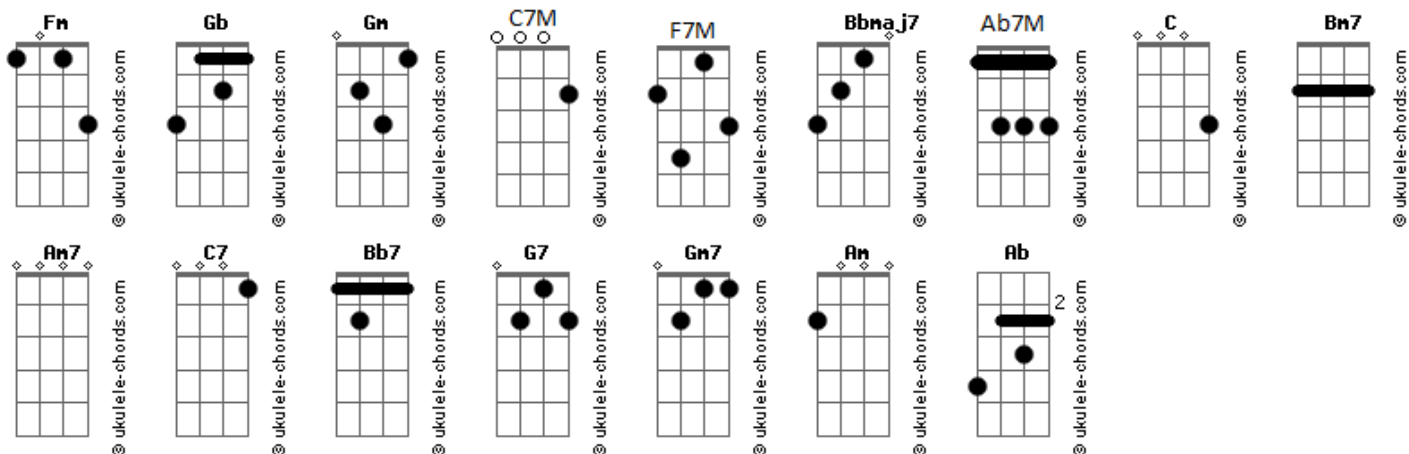 Fm Gb Gm C7M F7M Bbmaj7 Ab7M C Bm7
© ukulele-chords.com © ukulele-chords.com © ukulele-chords.com © ukulele-chords.com © ukulele-chords.com © ukulele-chords.com © ukulele-chords.com © ukulele-chords.com © ukulele-chords.com
Am7 C7 Bb7 G7 Gm7 Am Ab
2
© ukulele-chords.com © ukulele-chords.com © ukulele-chords.com © ukulele-chords.com © ukulele-chords.com © ukulele-chords.com © ukulele-chords.com